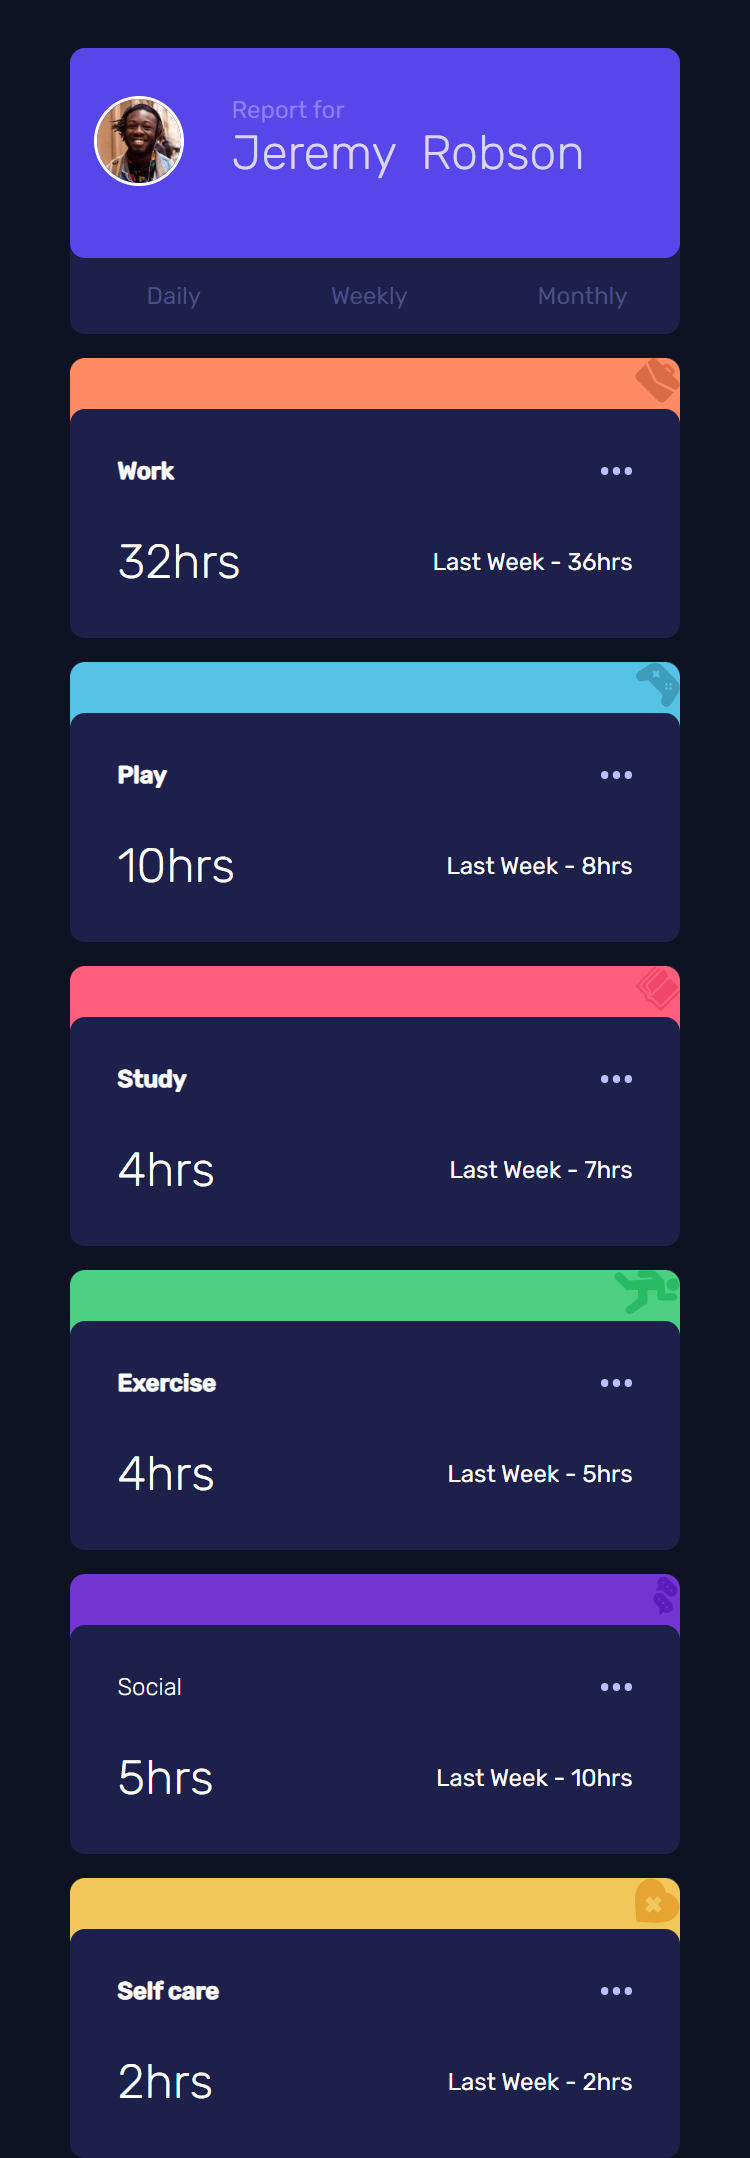 Report for
Jeremy Robson
Daily Weekly Monthly
Work
32hrs Last Week - 36hrs
Play
10hrs Last Week - 8hrs
Study
4hrs Last Week - 7hrs
Exercise
4hrs Last Week - 5hrs
Social
5hrs Last Week - 10hrs
Self care
2hrs Last Week - 2hrs